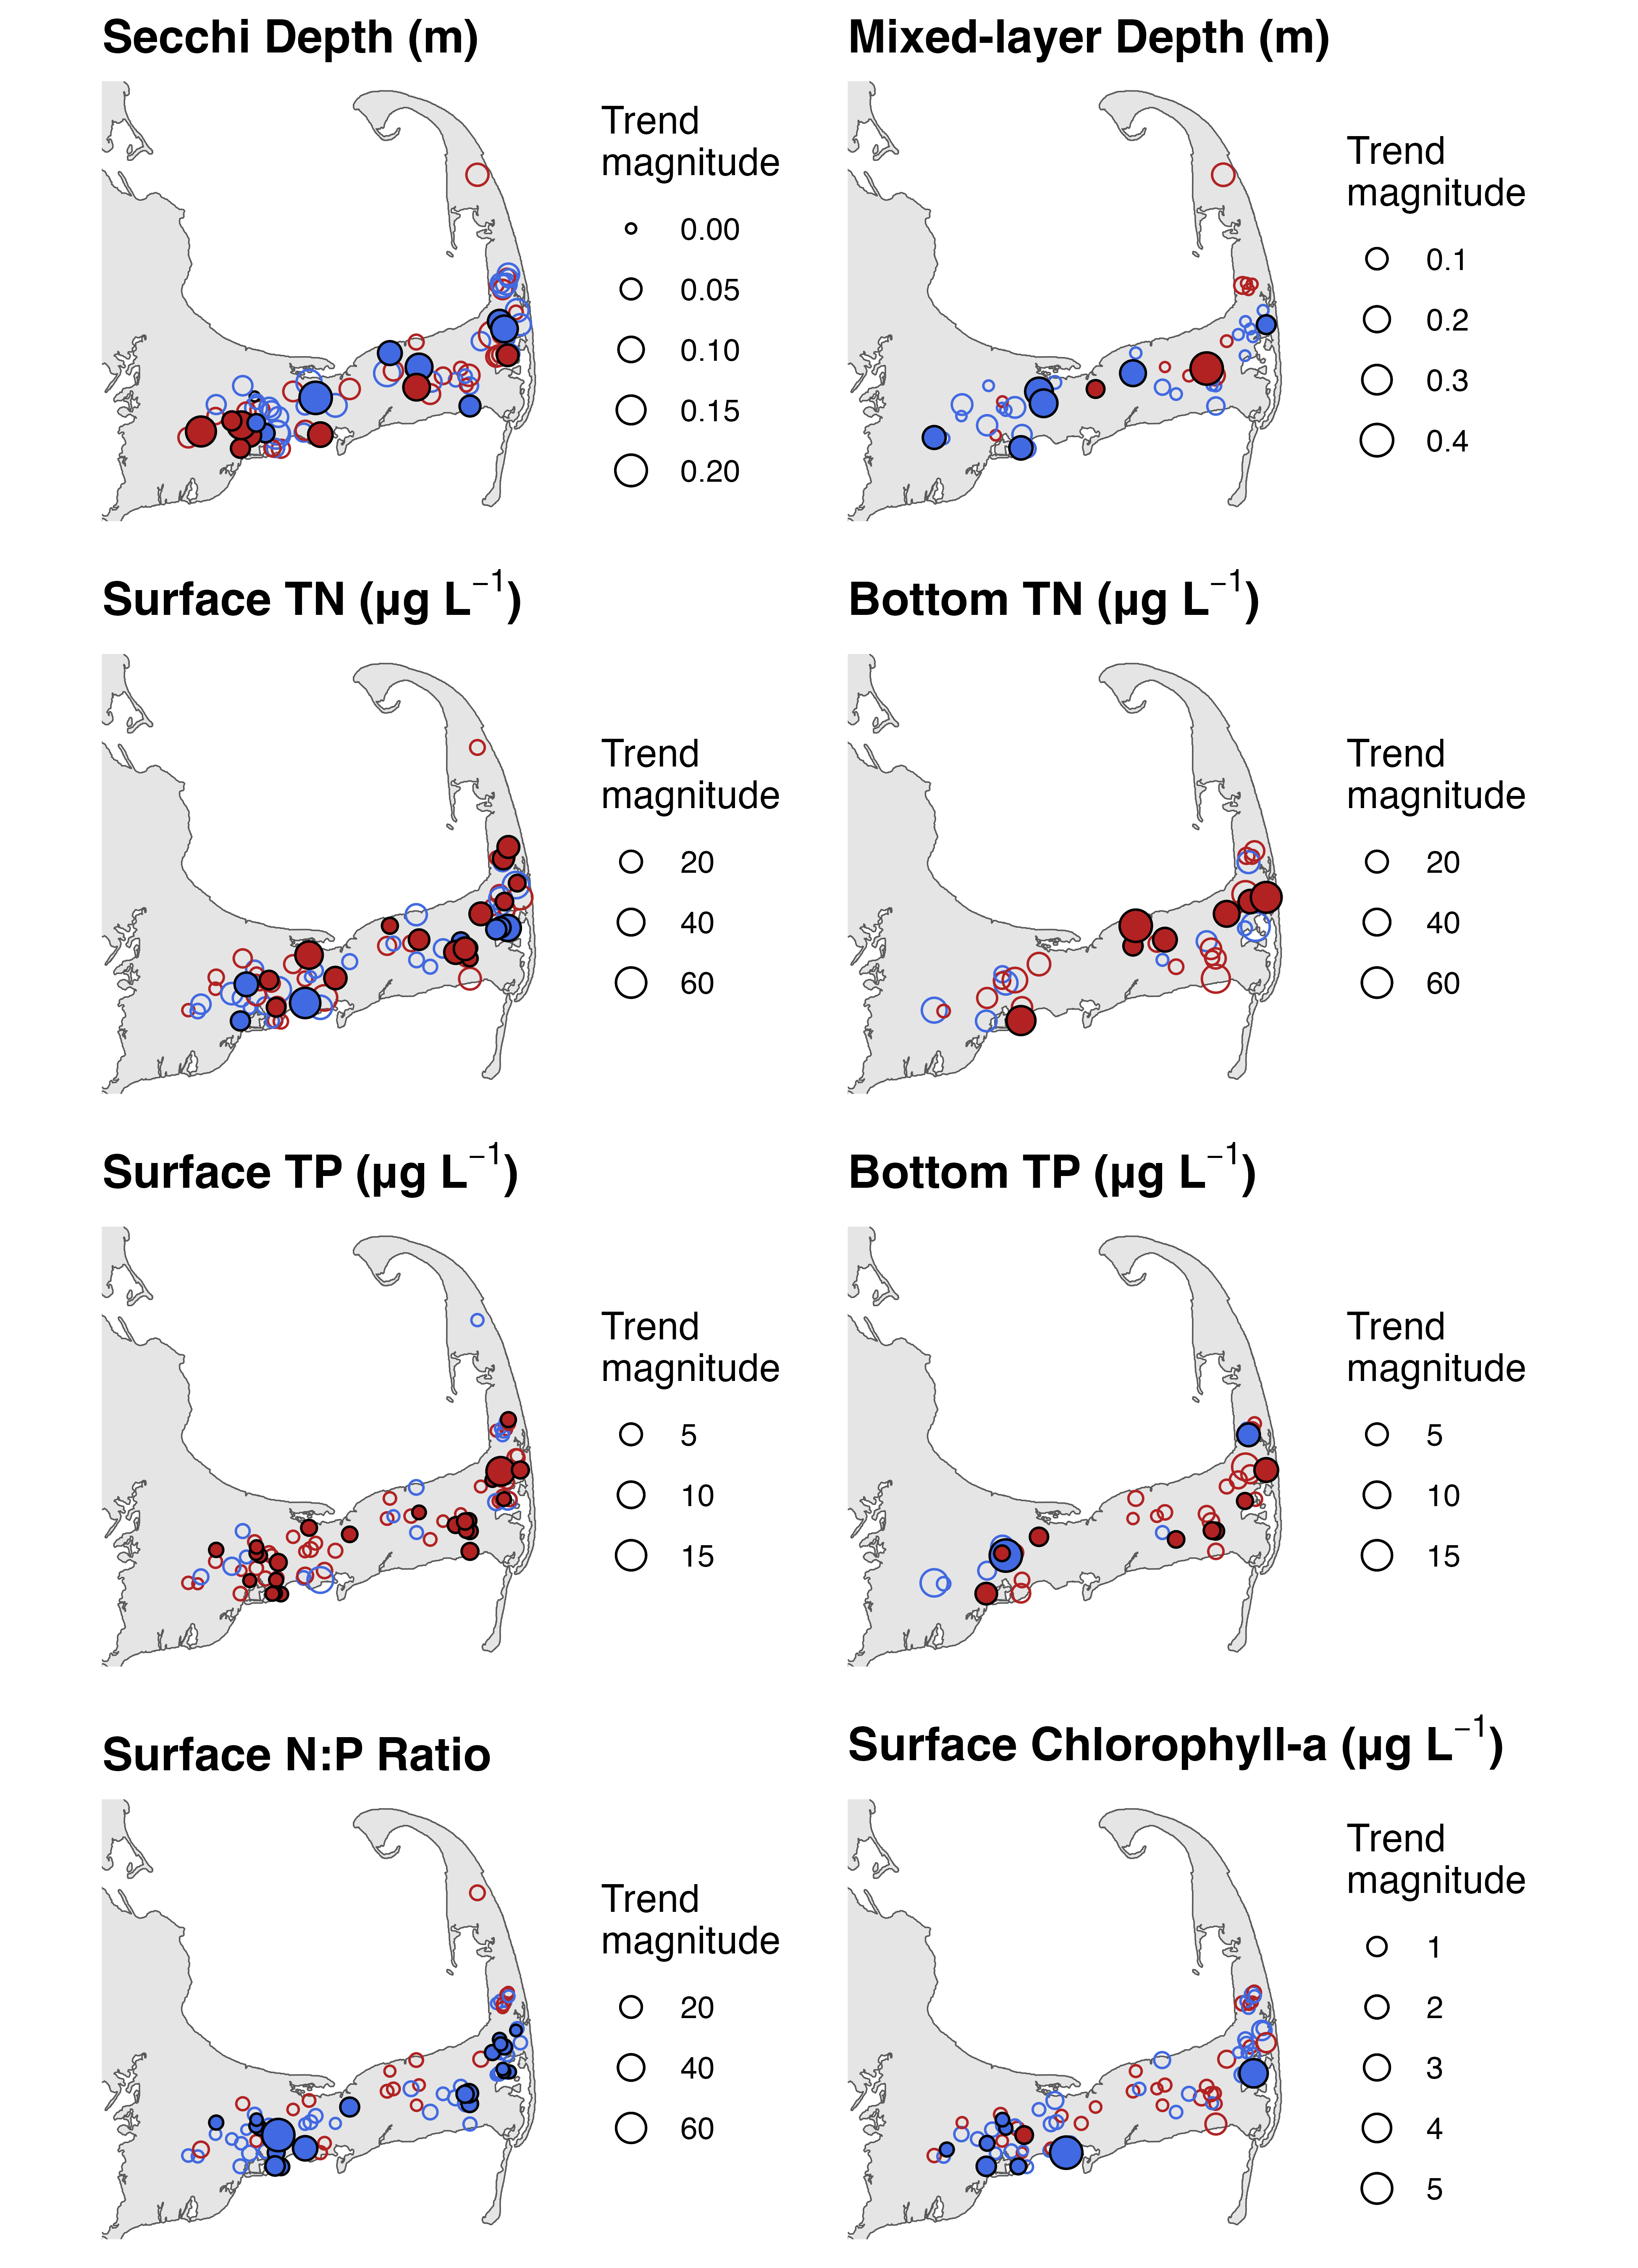 Secchi Depth (m)
Trend
magnitude
0.00
0.05
0.10
0.15
0.20
Mixed-layer Depth (m)
Trend
magnitude
0.1
0.2
0.3
0.4
Surface TN (µg L⁻¹)
Trend
magnitude
20
40
60
Bottom TN (µg L⁻¹)
Trend
magnitude
20
40
60
Surface TP (µg L⁻¹)
Trend
magnitude
5
10
15
Bottom TP (µg L⁻¹)
Trend
magnitude
5
10
15
Surface N:P Ratio
Trend
magnitude
20
40
60
Surface Chlorophyll-a (µg L⁻¹)
Trend
magnitude
1
2
3
4
5